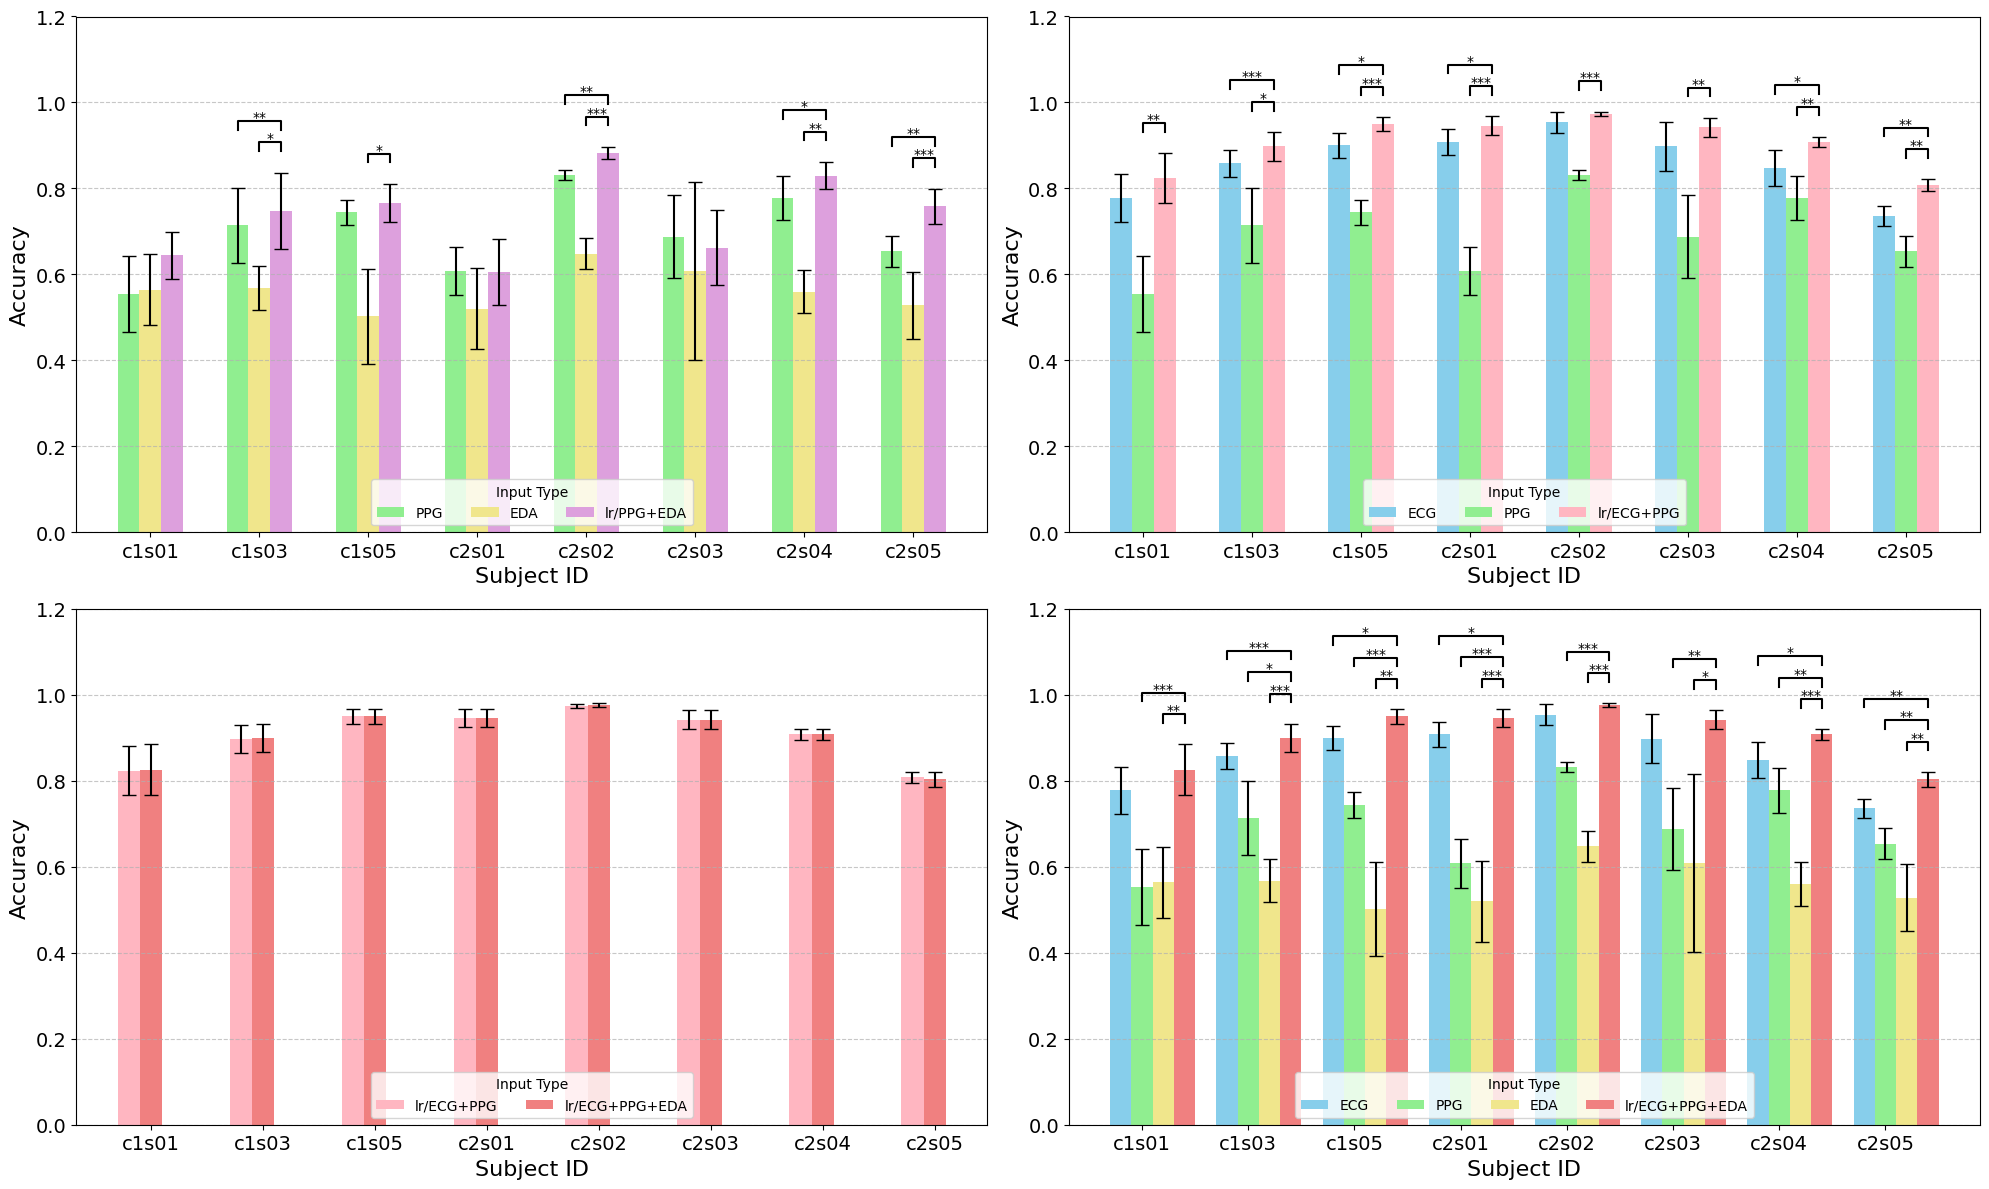 1.2
1.0
0.8
0.6
0.4
0.2
0.0
Accuracy
** * * ** *** * ** ** ***
Input Type
PPG EDA lr/PPG+EDA
c1s01 c1s03 c1s05 c2s01 c2s02 c2s03 c2s04 c2s05
Subject ID
1.2
1.0
0.8
0.6
0.4
0.2
0.0
Accuracy
** *** * * *** * *** *** ** * ** ** **
Input Type
ECG PPG lr/ECG+PPG
c1s01 c1s03 c1s05 c2s01 c2s02 c2s03 c2s04 c2s05
Subject ID
1.2
1.0
0.8
0.6
0.4
0.2
0.0
Accuracy
Input Type
lr/ECG+PPG lr/ECG+PPG+EDA
c1s01 c1s03 c1s05 c2s01 c2s02 c2s03 c2s04 c2s05
Subject ID
1.2
1.0
0.8
0.6
0.4
0.2
0.0
Accuracy
*** ** *** * *** * *** ** * *** *** *** *** ** * * ** *** ** ** **
Input Type
ECG PPG EDA lr/ECG+PPG+EDA
c1s01 c1s03 c1s05 c2s01 c2s02 c2s03 c2s04 c2s05
Subject ID